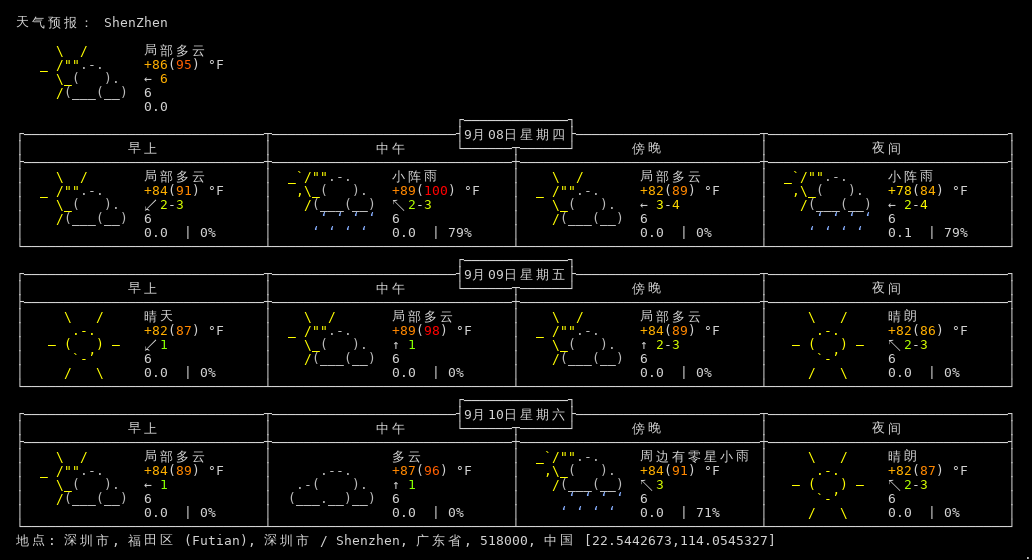 天气预报： ShenZhen
局部多云
+86(95) °F
← 6
6
0.0
9月08日星期四
早上 中午 傍晚 夜间
局部多云 小阵雨 局部多云 小阵雨
+84(91) °F +89(100) °F +82(89) °F +78(84) °F
↙ 2-3 ↖ 2-3 ← 3-4 ← 2-4
6 6 6 6
0.0 | 0% 0.0 | 79% 0.0 | 0% 0.1 | 79%
9月09日星期五
早上 中午 傍晚 夜间
晴天 局部多云 局部多云 晴朗
+82(87) °F +89(98) °F +84(89) °F +82(86) °F
↙ 1 ↑ 1 ↑ 2-3 ↖ 2-3
6 6 6 6
0.0 | 0% 0.0 | 0% 0.0 | 0% 0.0 | 0%
9月10日星期六
早上 中午 傍晚 夜间
局部多云 多云 周边有零星小雨 晴朗
+84(89) °F +87(96) °F +84(91) °F +82(87) °F
← 1 ↑ 1 ↖ 3 ↖ 2-3
6 6 6 6
0.0 | 0% 0.0 | 0% 0.0 | 71% 0.0 | 0%
地点: 深圳市, 福田区 (Futian), 深圳市 / Shenzhen, 广东省, 518000, 中国 [22.5442673,114.0545327]